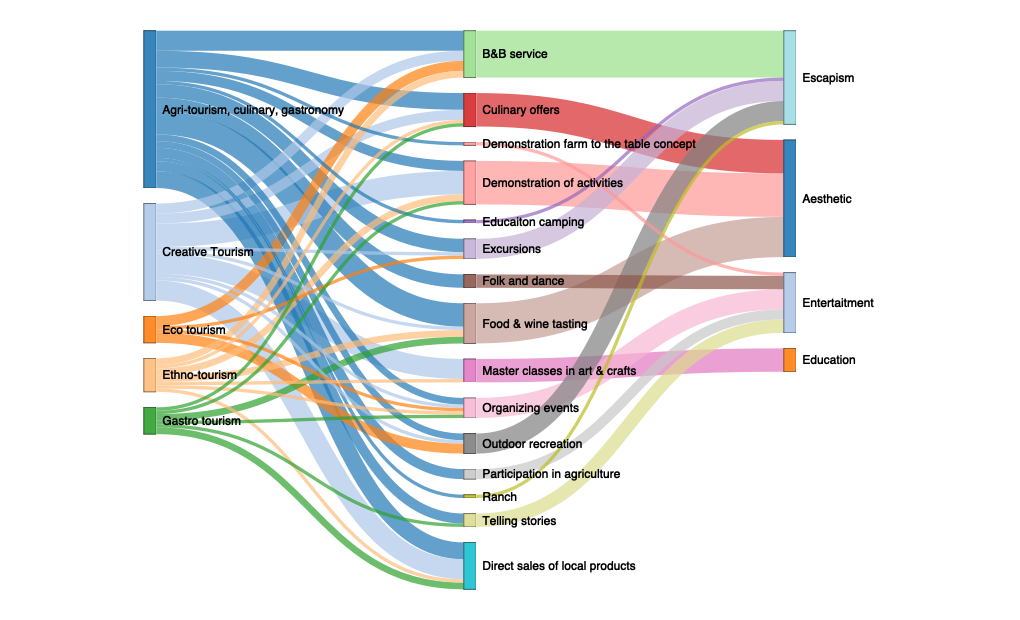 Agri-tourism, culinary, gastronomy
Creative Tourism
Eco tourism
Ethno-tourism
Gastro tourism
B&B service
Culinary offers
Demonstration farm to the table concept
Demonstration of activities
Educaiton camping
Excursions
Folk and dance
Food & wine tasting
Master classes in art & crafts
Organizing events
Outdoor recreation
Participation in agriculture
Ranch
Telling stories
Direct sales of local products
Escapism
Aesthetic
Entertaitment
Education